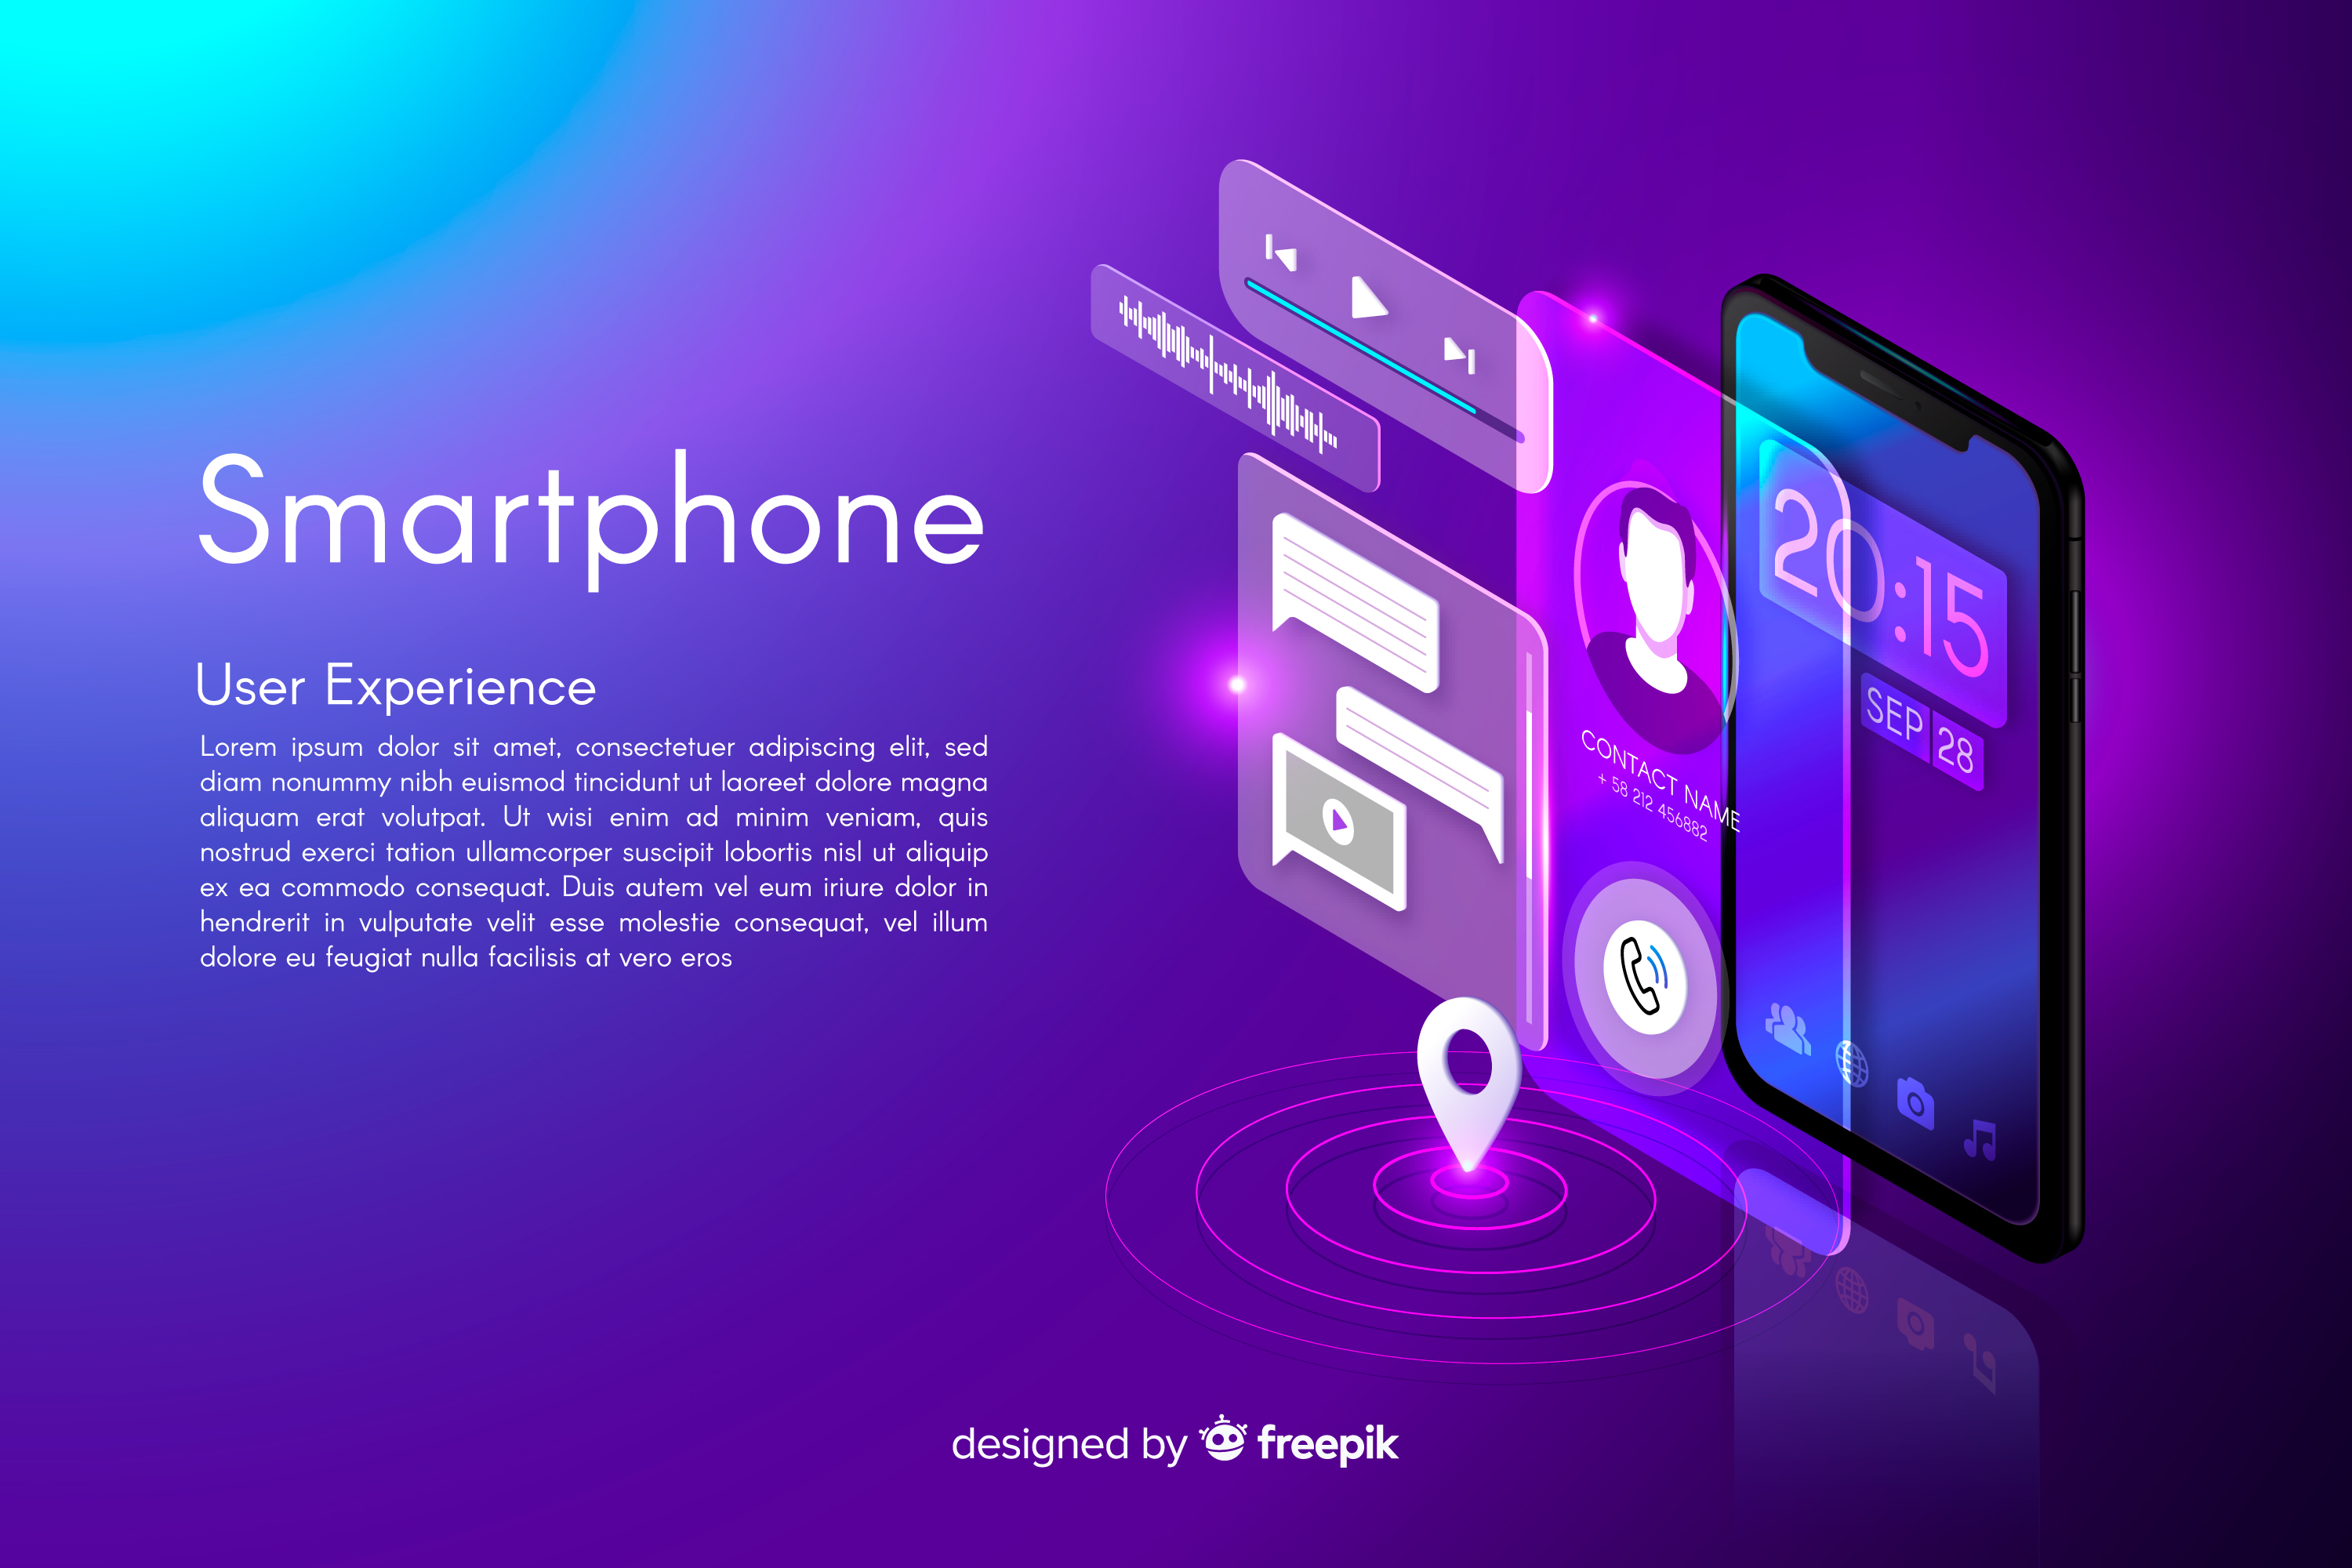 Smartphone
User Experience
Lorem ipsum dolor sit amet, consectetuer adipiscing elit, sed
diam nonummy nibh euismod tincidunt ut laoreet dolore magna
aliquam erat volutpat. Ut wisi enim ad minim veniam, quis
nostrud exerci tation ullamcorper suscipit lobortis nisl ut aliquip
ex ea commodo consequat. Duis autem vel eum iriure dolor in
hendrerit in vulputate velit esse molestie consequat, vel illum
dolore eu feugiat nulla facilisis at vero eros
CONTACT NAME
+ 58 212 456882
20:15
SEP 28
designed by freepik